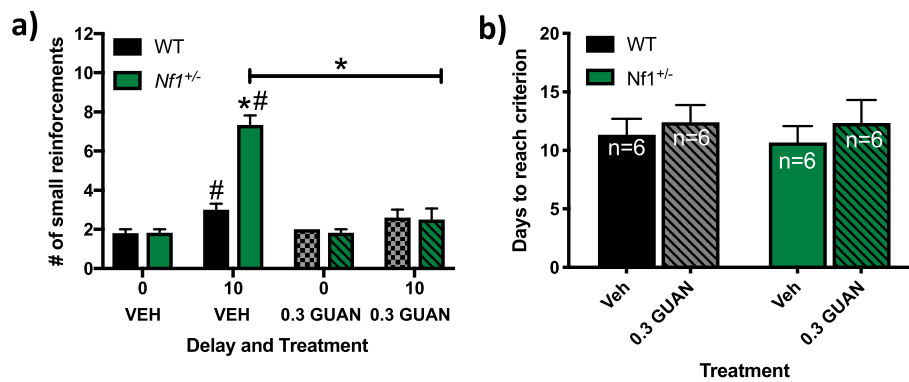 a)
# of small reinforcements
12
10
8
6
4
2
0
WT
Nf1+/-
*
*#
#
0 10 0 10
VEH VEH 0.3 GUAN 0.3 GUAN
Delay and Treatment
b)
Days to reach criterion
20
15
10
5
0
WT
Nf1+/-
n=6 n=6 n=6 n=6
Veh 0.3 GUAN Veh 0.3 GUAN
Treatment